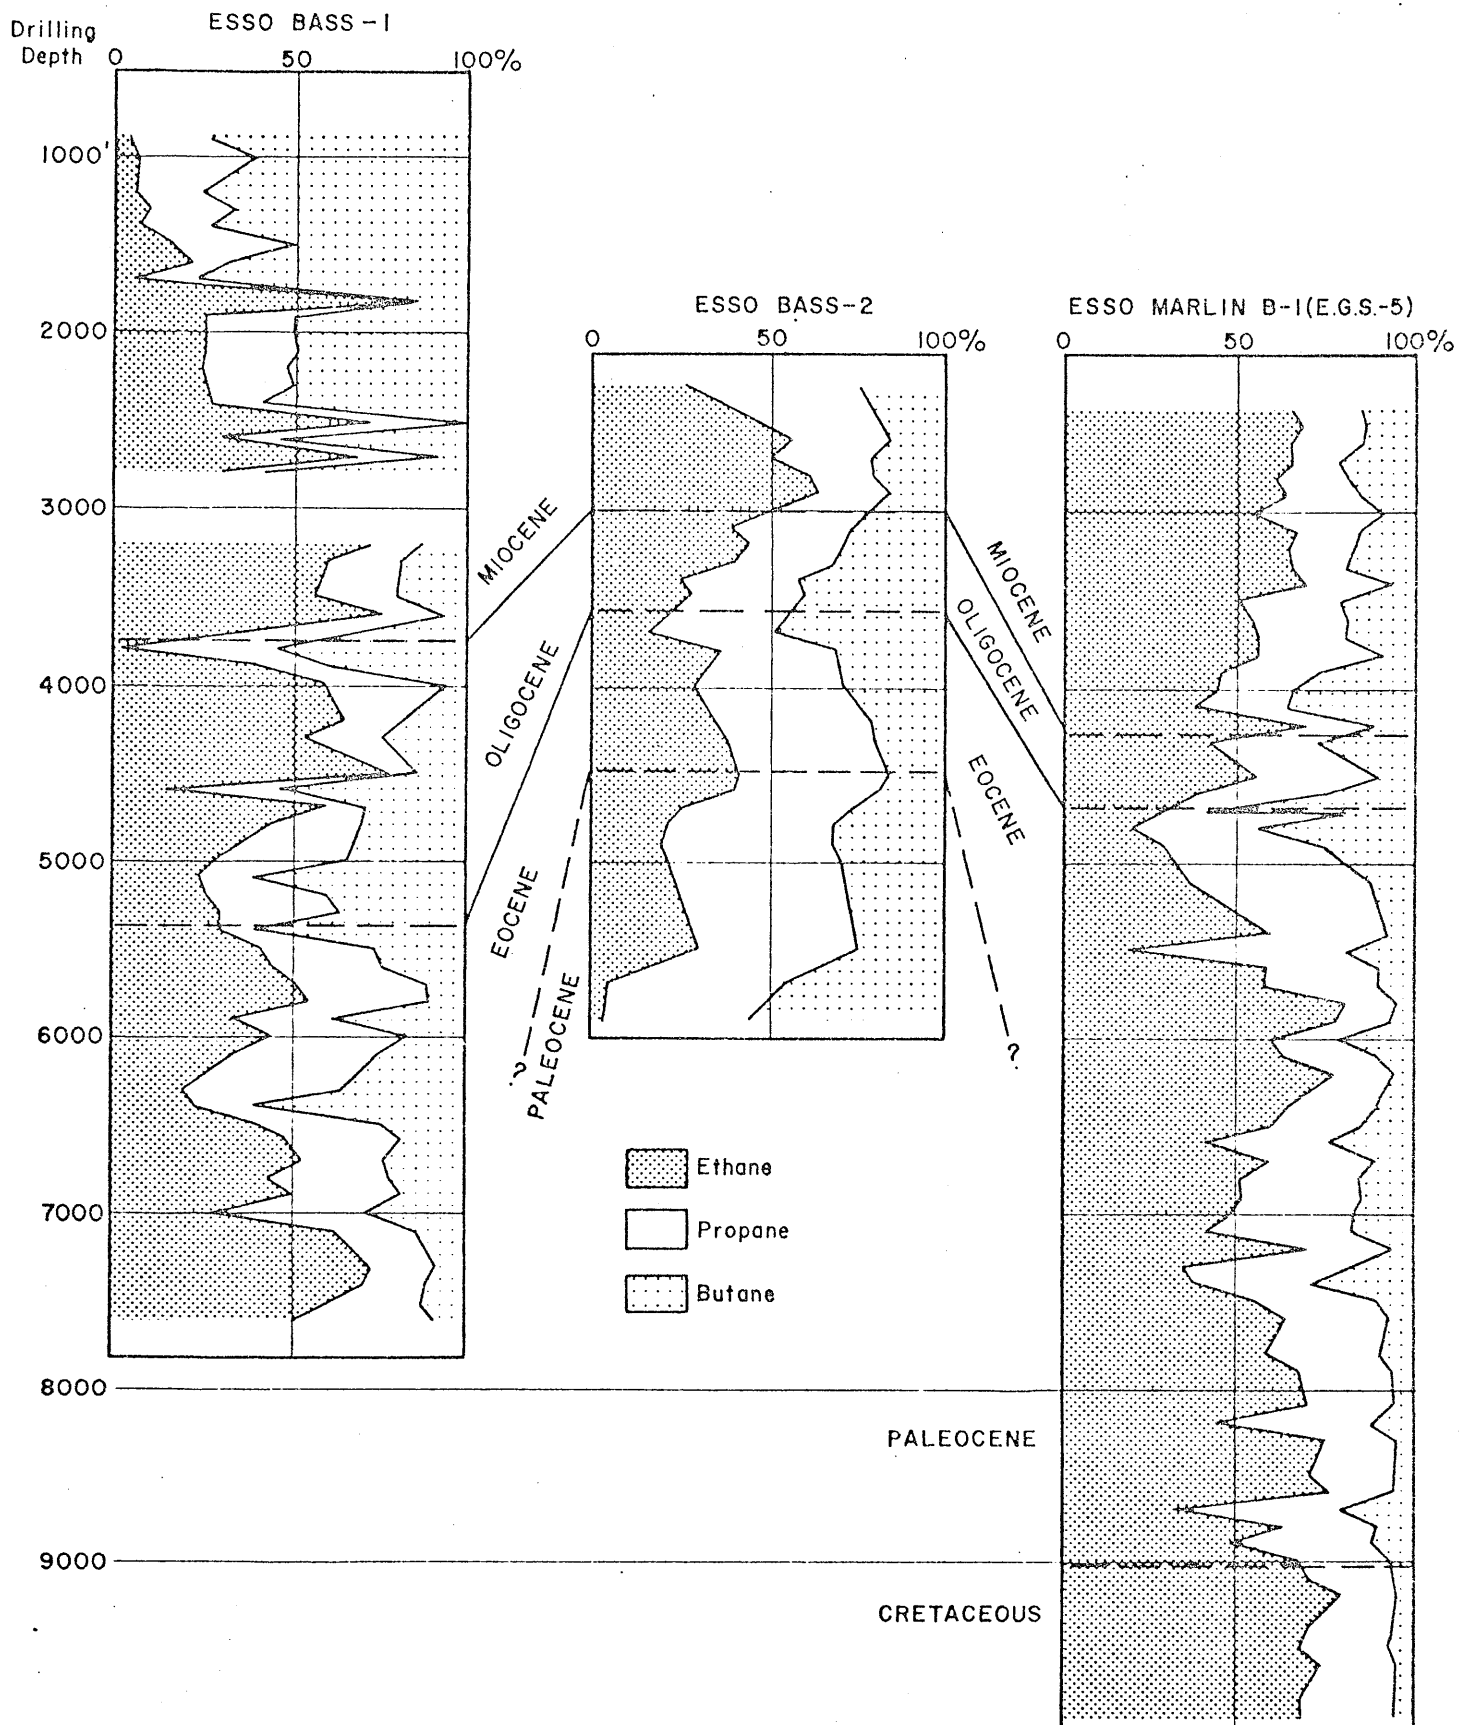 ESSO BASS-1
Drilling
Depth
0 50 100%
1000'
2000
3000
4000
5000
6000
7000
8000
9000
ESSO BASS-2
0 50 100%
ESSO MARLIN B-1(E.G.S.-5)
0 50 100%
MIOCENE
OLIGOCENE
EOCENE
?
PALEOCENE
MIOCENE
OLIGOCENE
EOCENE
?
Ethane
Propane
Butane
PALEOCENE
CRETACEOUS